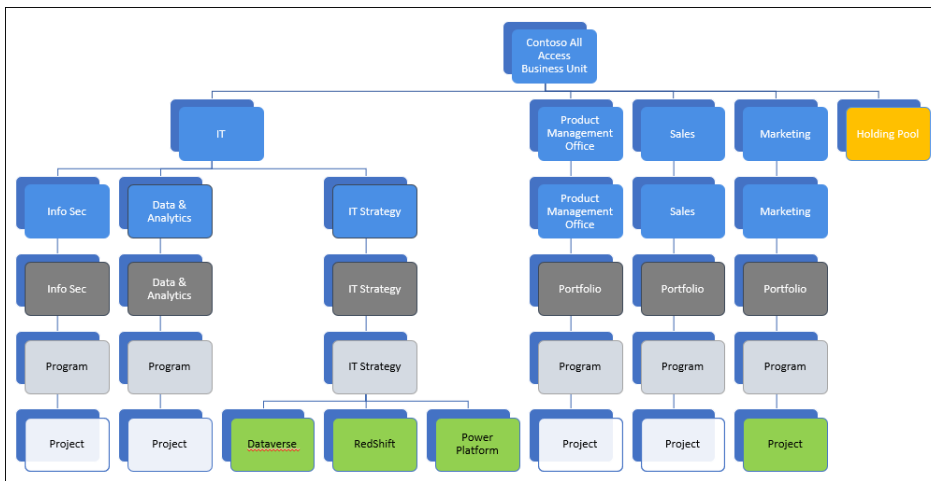 Contoso All
Access
Business Unit
IT
Product
Management
Office
Sales
Marketing
Holding Pool
Info Sec
Data &
Analytics
IT Strategy
Product
Management
Office
Sales
Marketing
Info Sec
Data &
Analytics
IT Strategy
Portfolio
Portfolio
Portfolio
Program
Program
IT Strategy
Program
Program
Program
Project
Project
Dataverse
RedShift
Power
Platform
Project
Project
Project